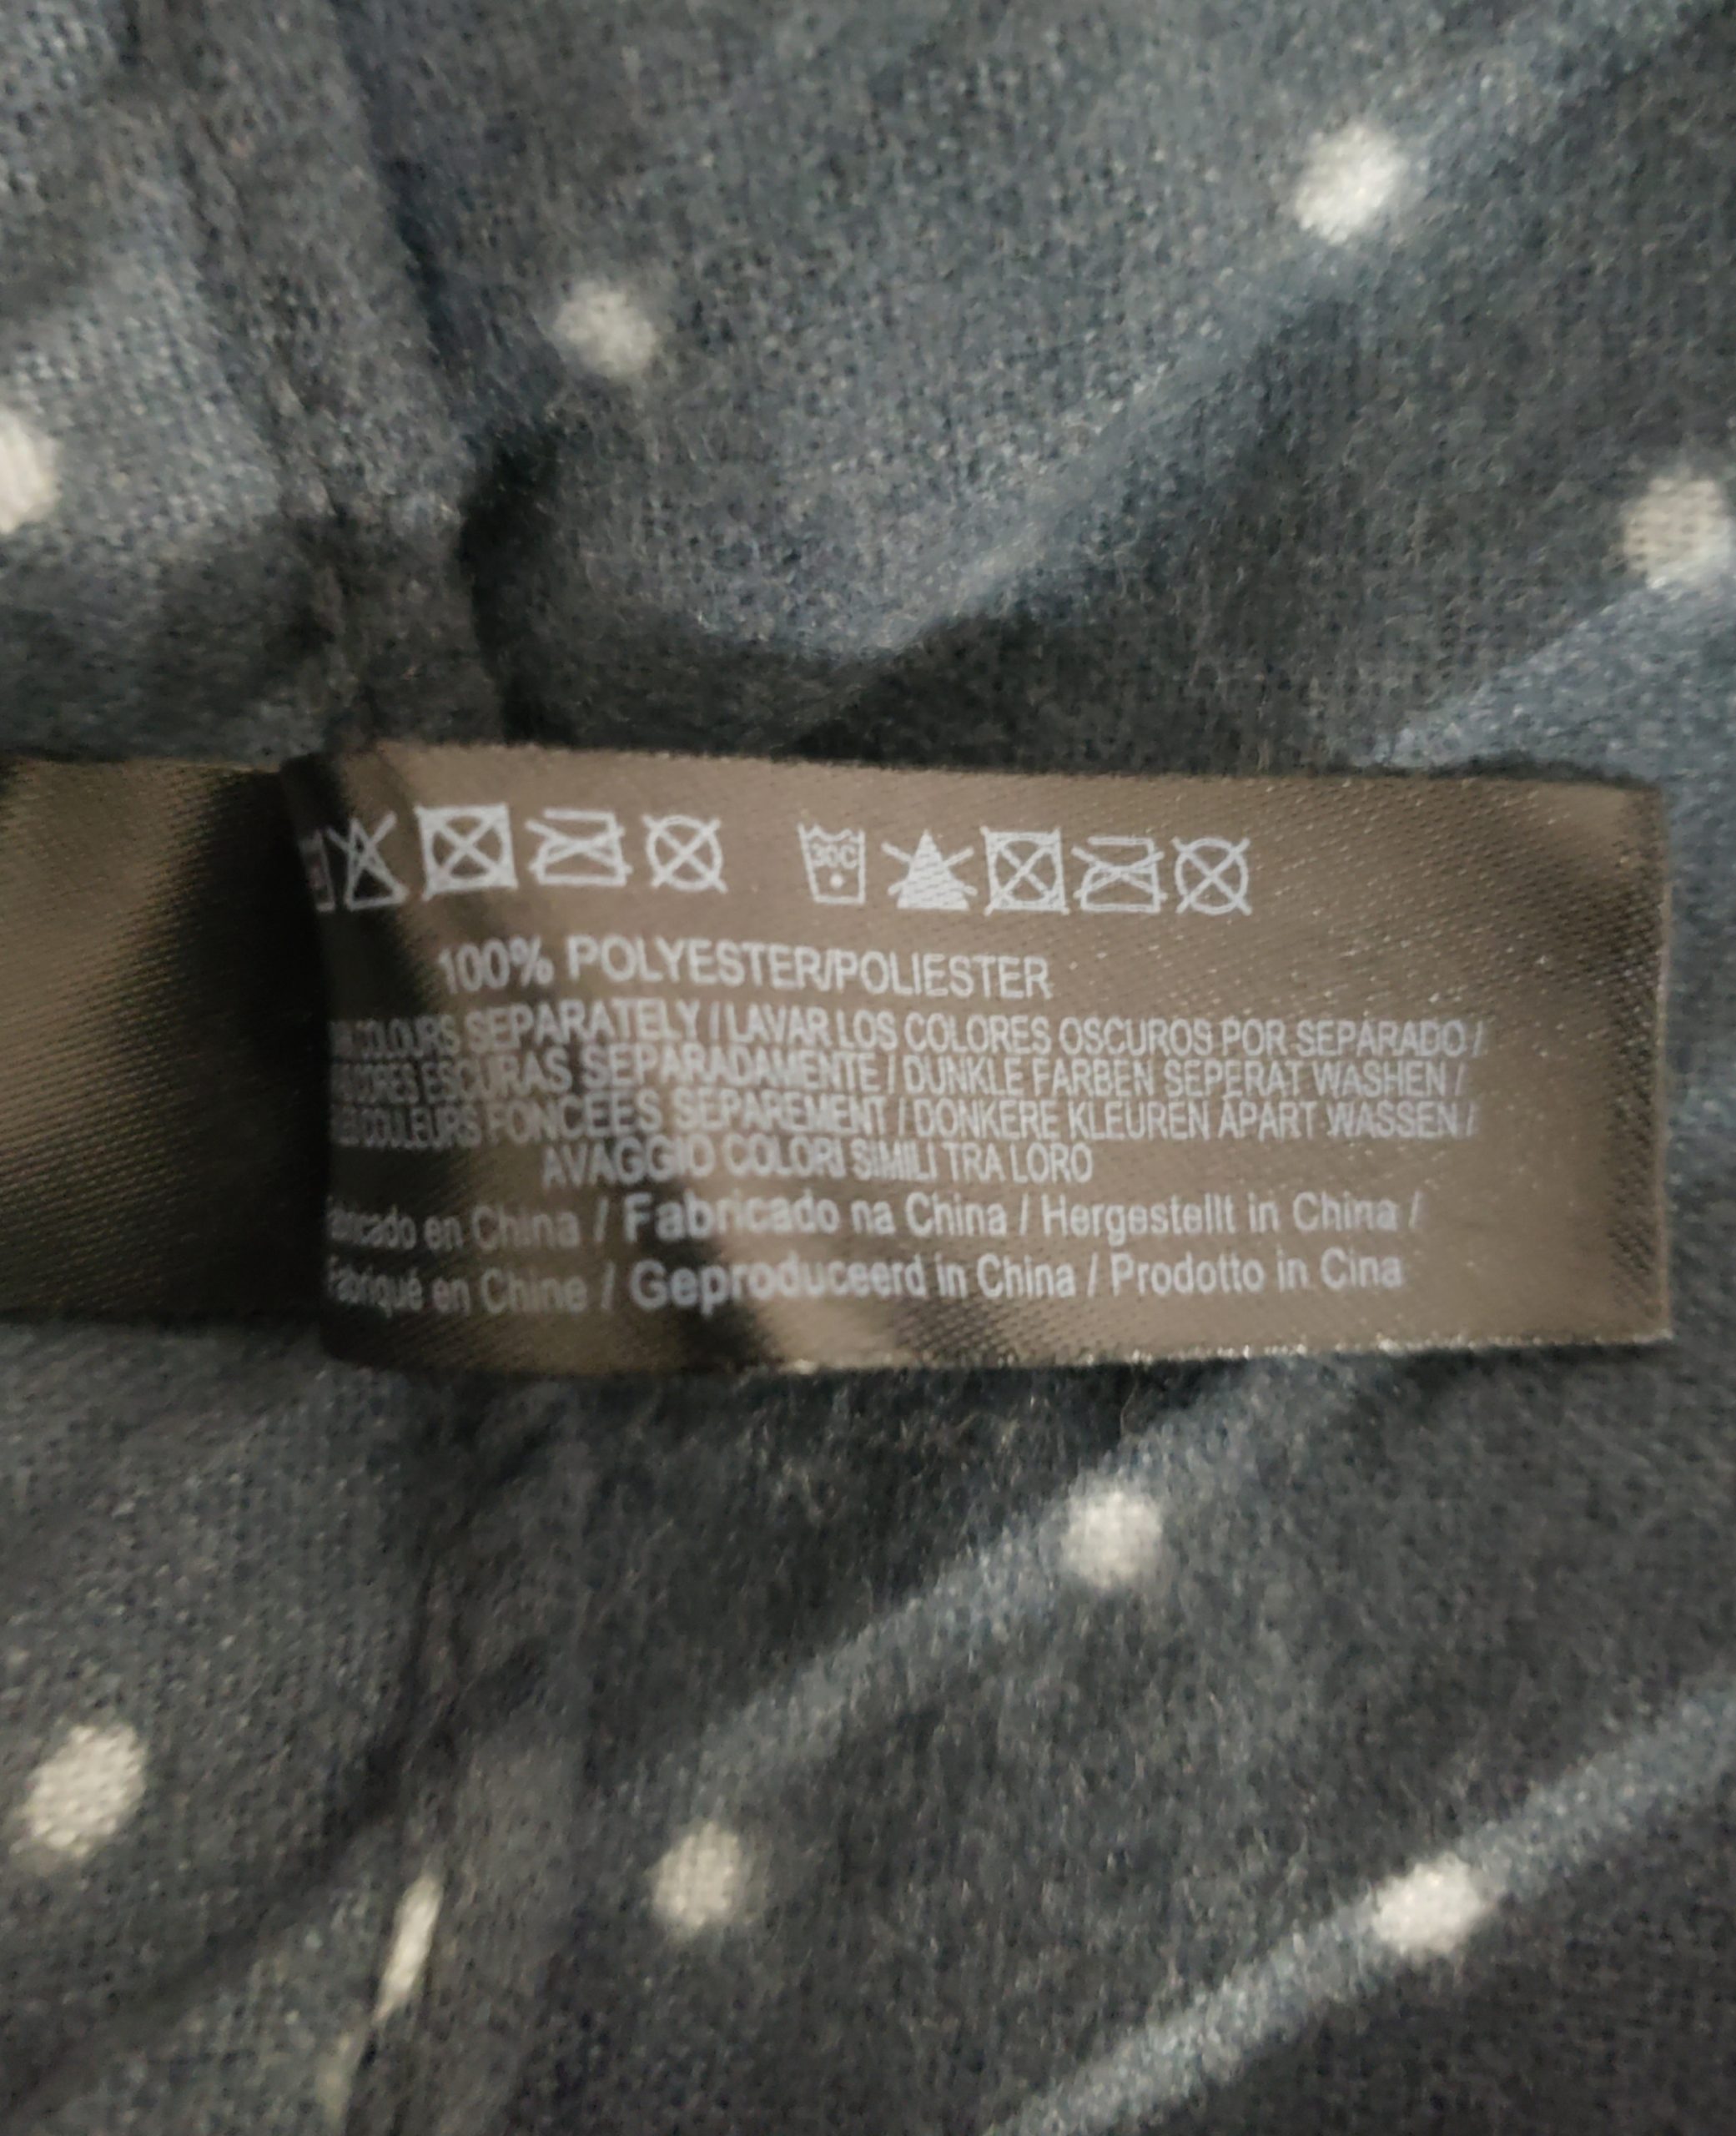 30C
100% POLYESTER/POLIESTER
COLOURS SEPARATELY / LAVAR LOS COLORES OSCUROS POR SEPARADO /
CORES ESCURAS SEPARADAMENTE / DUNKLE FARBEN SEPERAT WASHEN /
COULEURS FONCEES SEPAREMENT / DONKERE KLEUREN APART WASSEN /
AVAGGIO COLORI SIMILI TRA LORO
en China / Fabricado na China / Hergestellt in China /
Fabriqué en Chine / Geproduceerd in China / Prodotto in Cina